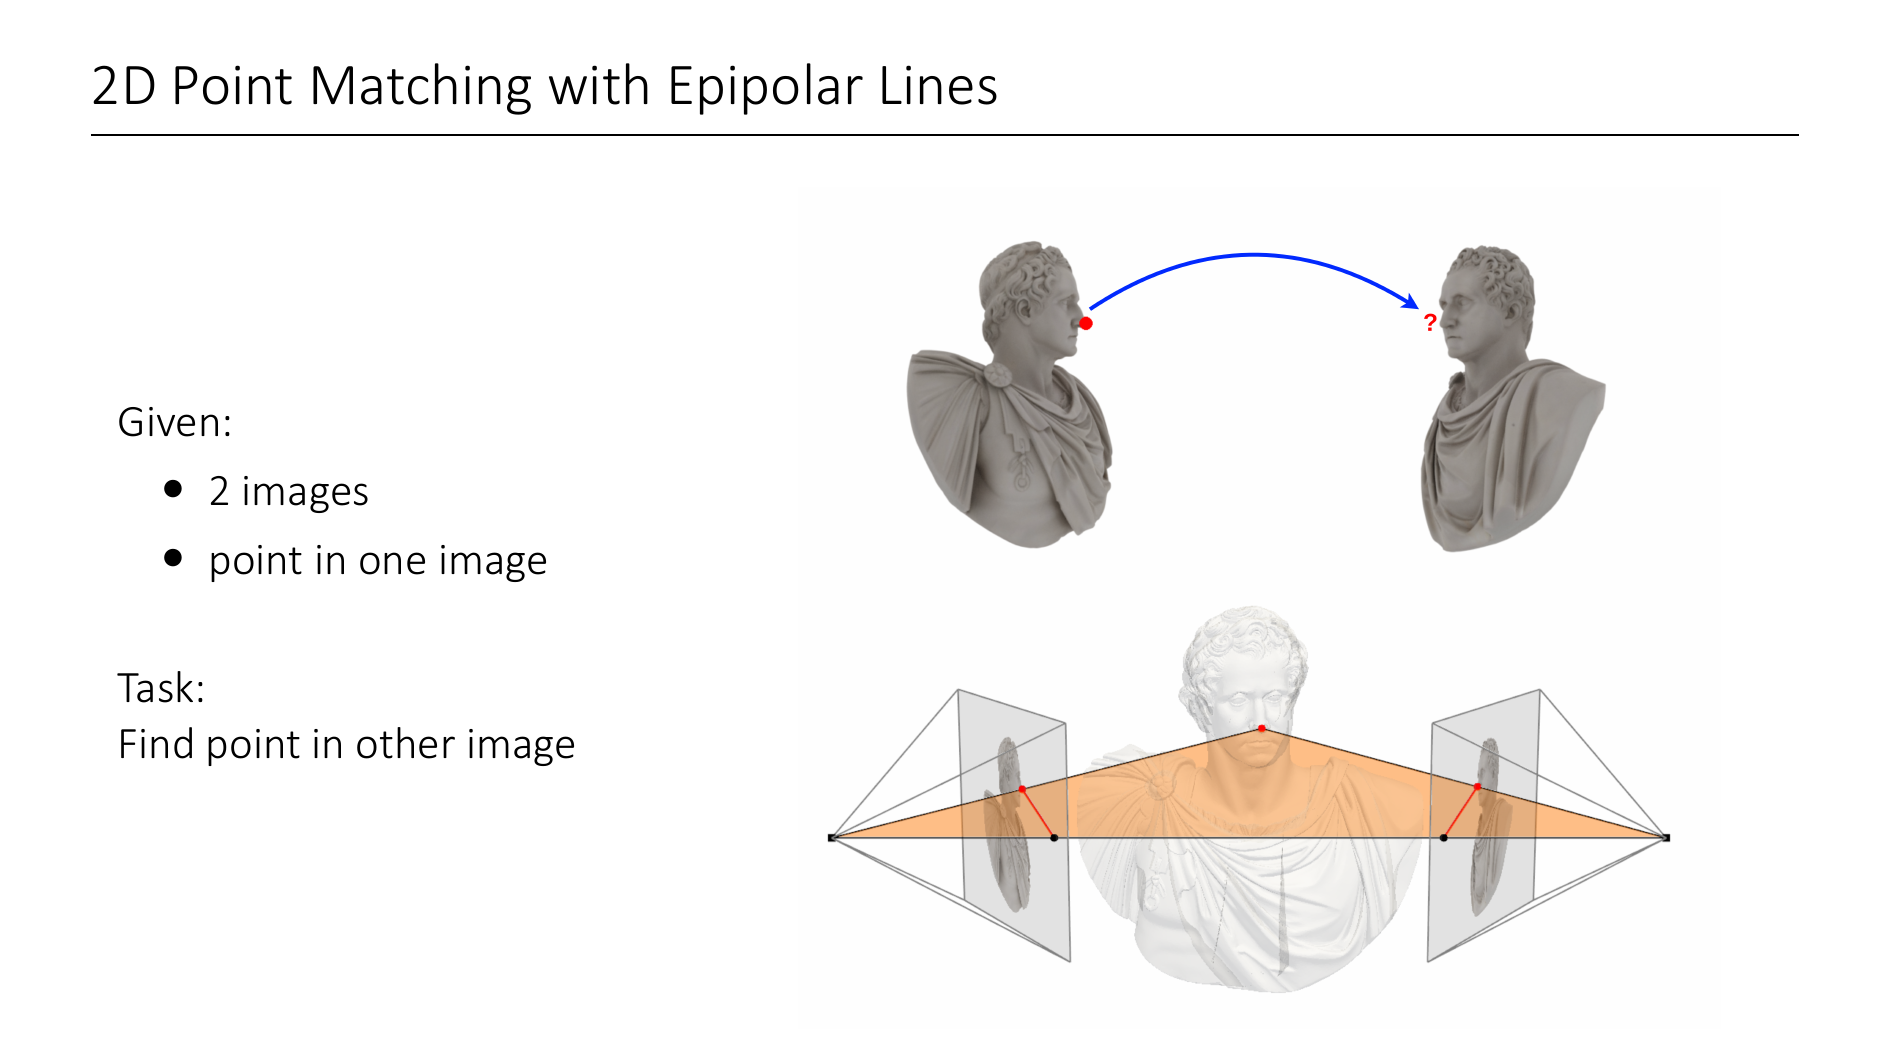 2D Point Matching with Epipolar Lines
Given:
● 2 images
● point in one image
Task:
Find point in other image
?